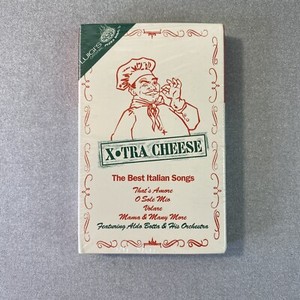 LUIGI'S
X•TRA CHEESE
The Best Italian Songs
That's Amore
O Sole Mio
Volare
Mama & Many More
Featuring Aldo Botta & His Orchestra